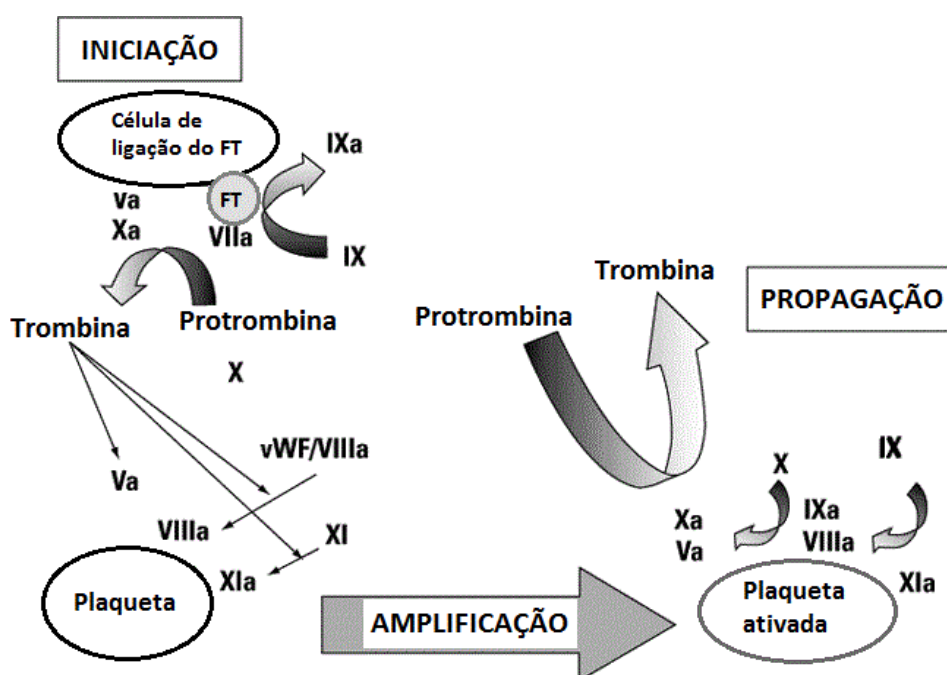 INICIAÇÃO
Célula de
ligação do FT
IXa
Va
FT
Xa
VIIa
IX
Trombina
Protrombina
X
vWF/VIIIa
Va
VIIIa
XI
XIa
Plaqueta
AMPLIFICAÇÃO
Trombina
PROPAGAÇÃO
Protrombina
X
IX
Xa
IXa
Va
VIIIa
XIa
Plaqueta
ativada